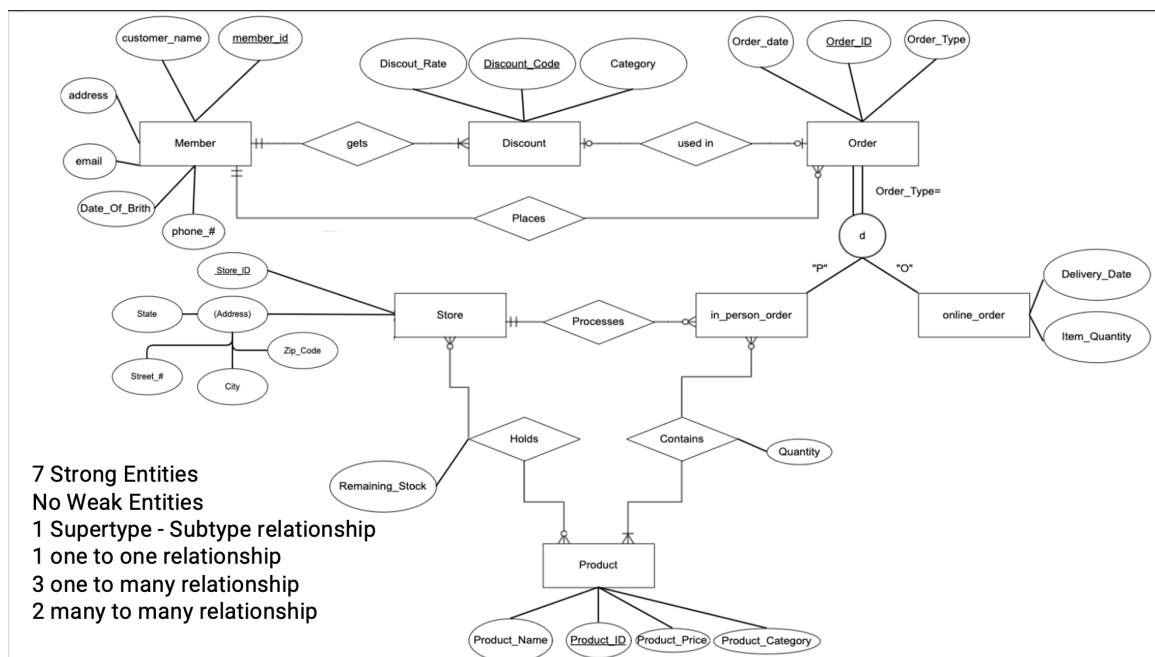 customer_name
member_id
Discout_Rate
Discount_Code
Category
Order_date
Order_ID
Order_Type
address
Member
gets
Discount
used in
Order
email
Order_Type=
Date_Of_Brith
phone_#
Places
d
Store_ID
"P"
"O"
Delivery_Date
State
(Address)
Store
Processes
in_person_order
online_order
Zip_Code
Item_Quantity
Street_#
City
Holds
Contains
Quantity
Remaining_Stock
7 Strong Entities
No Weak Entities
1 Supertype - Subtype relationship
1 one to one relationship
3 one to many relationship
2 many to many relationship
Product
Product_Name
Product_ID
Product_Price
Product_Category